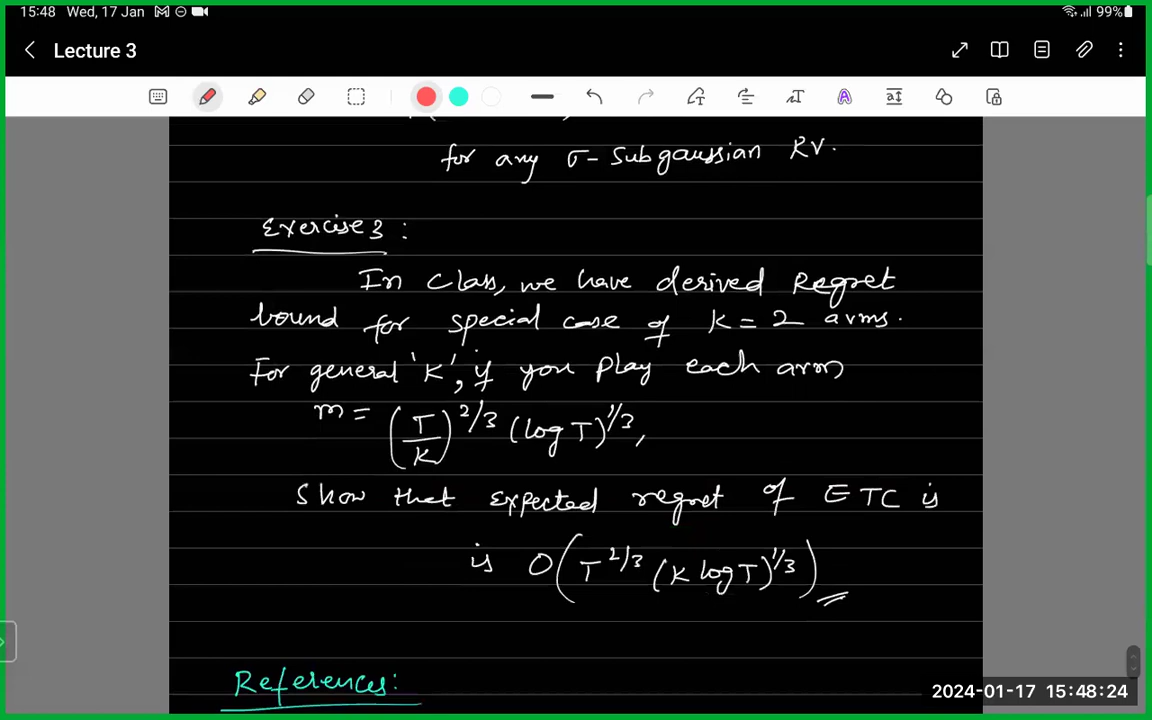 15:48 Wed, 17 Jan
99%
Lecture 3
for any σ-Subgaussian RV.
Exercise 3 :
In Class, we have derived Regret
bound for special case of K = 2 arms.
For general 'K', if you Play each arm
m = (T/K)^2/3 (log T)^1/3,
Show that expected regret of ETC is
is O(T^2/3 (K log T)^1/3)
References:
2024-01-17 15:48:24